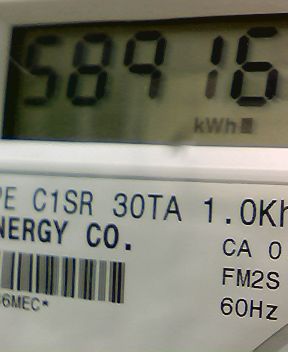 58916
kWh
PE C1SR 30TA 1.0Kh
NERGY CO.
CA 0
FM2S
6MEC*
60Hz